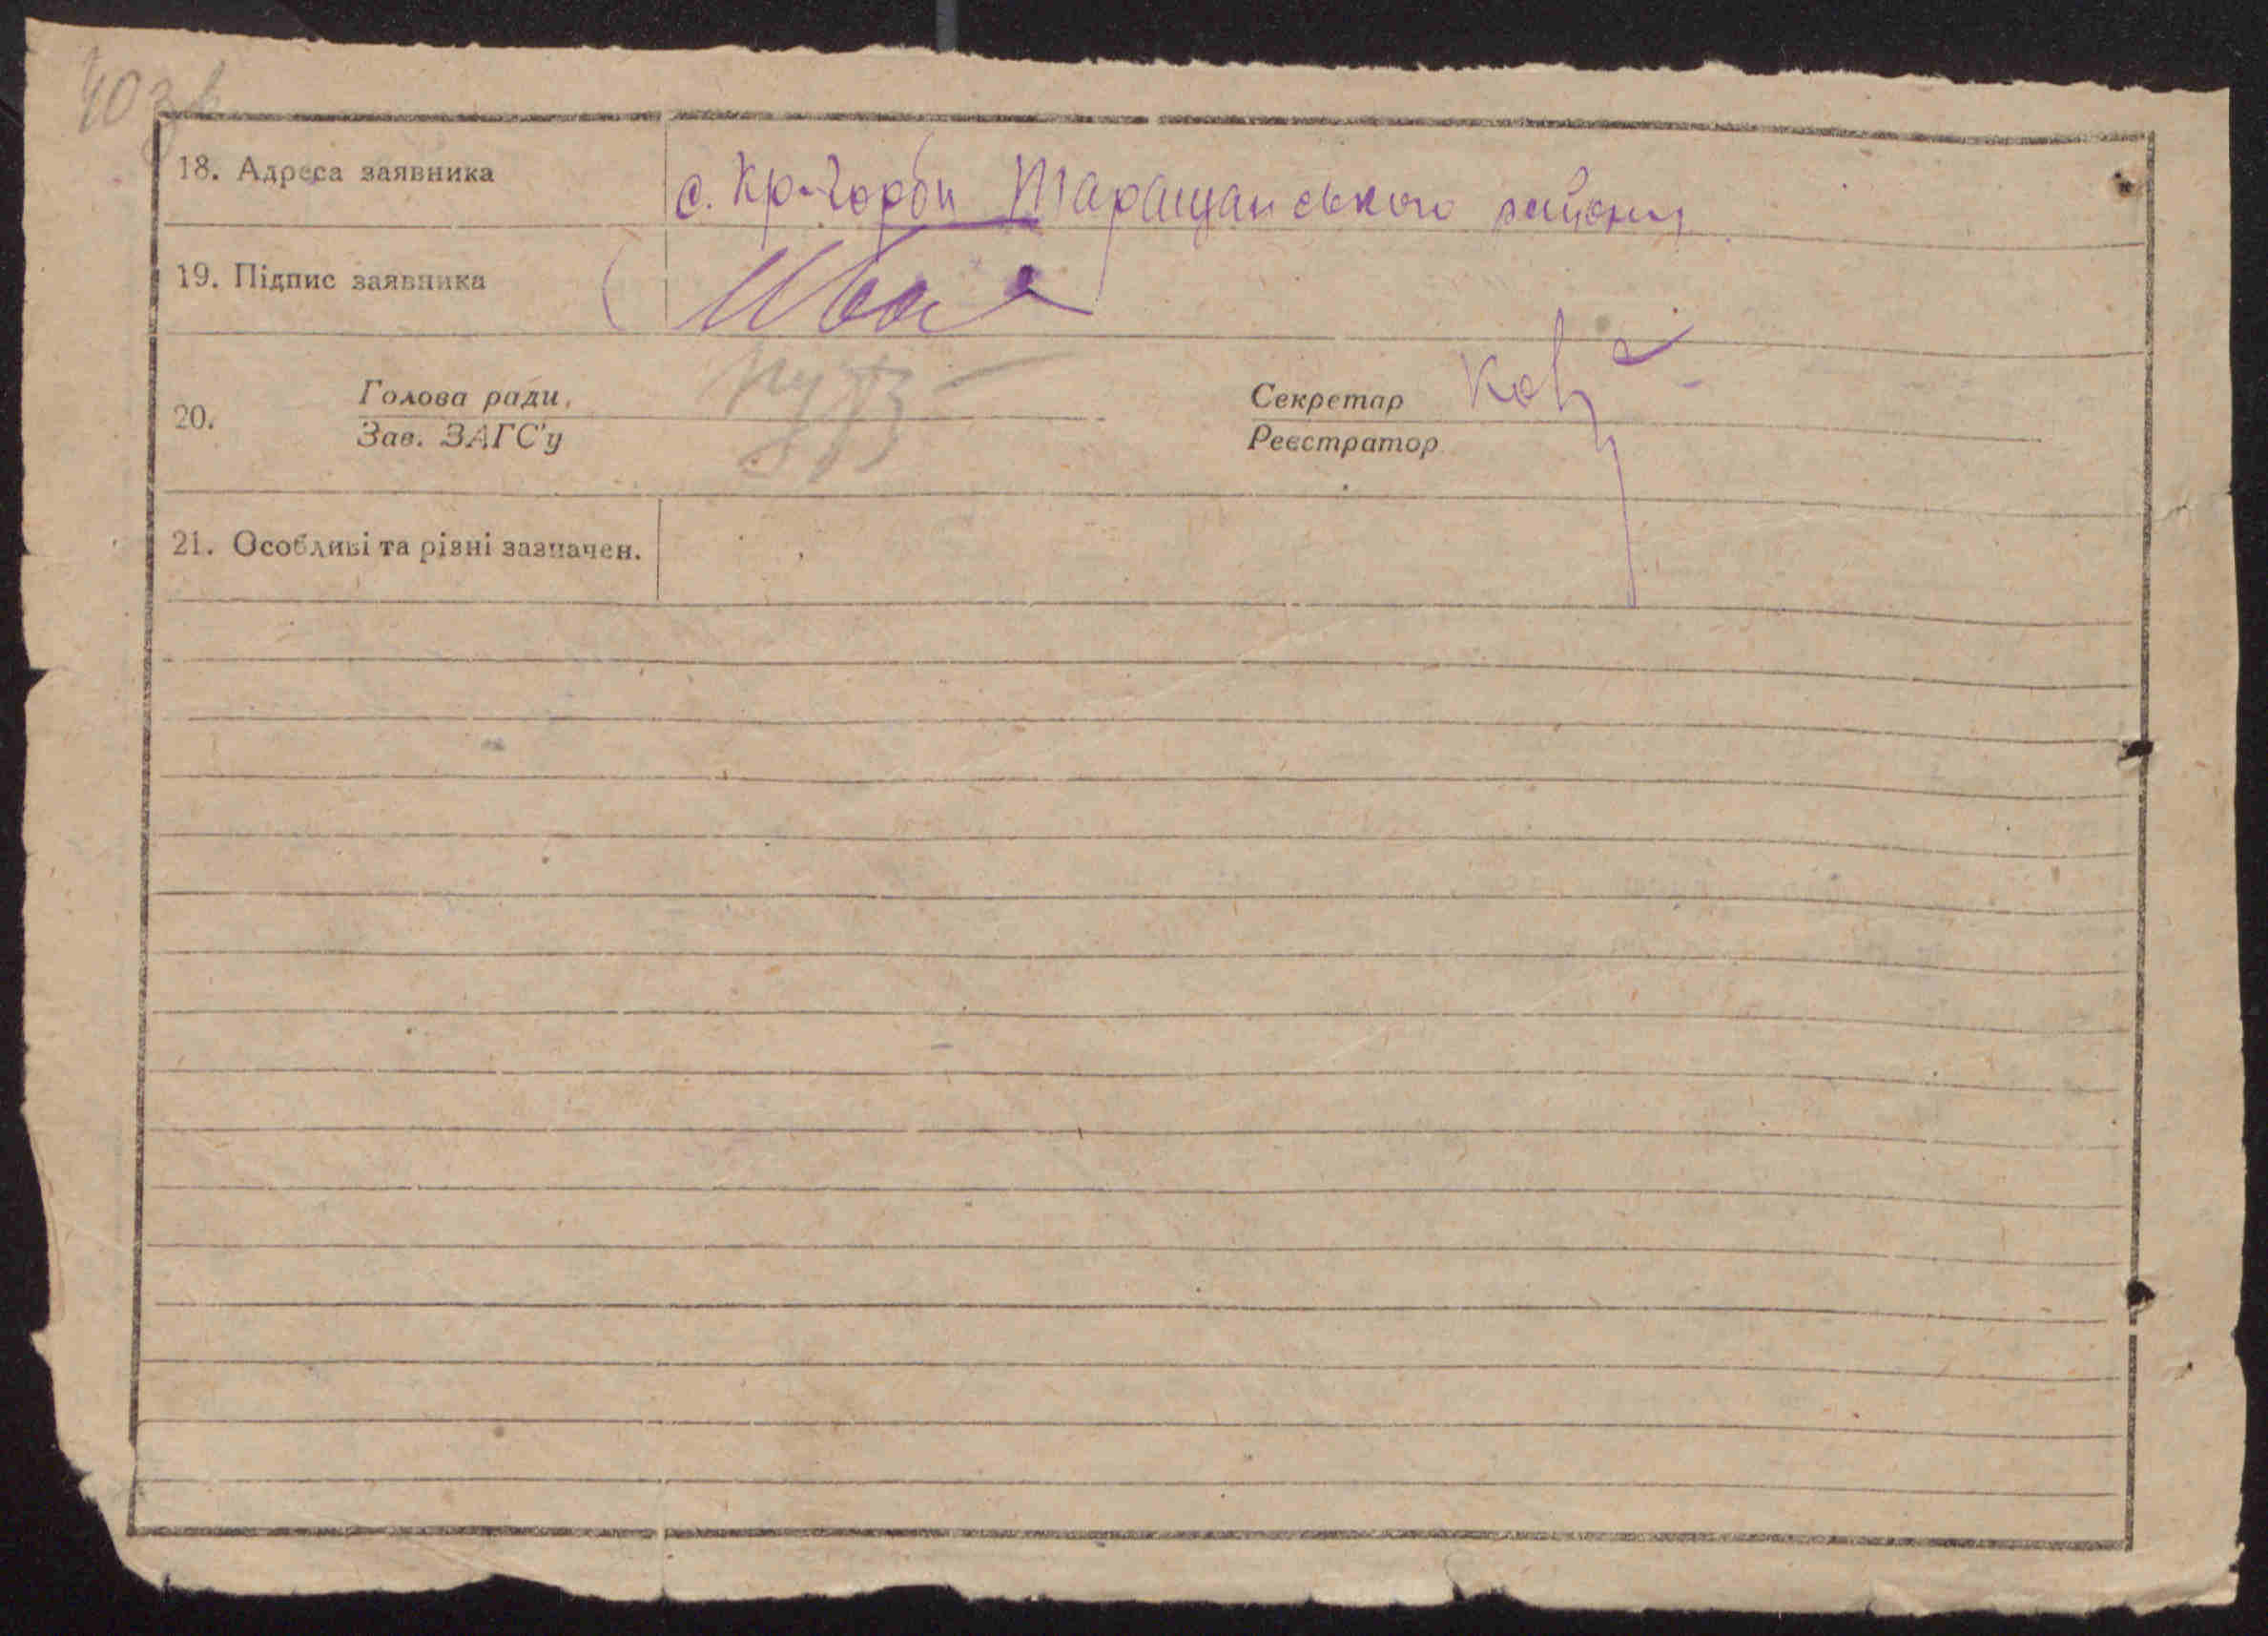 40зв
18. Адреса заявника
с. Кр-Горби Таращанського району
19. Підпис заявника
20.
Голова ради,
Зав. ЗАГС'у
Секретар
Реєстратор
21. Особливі та різні зазначен.